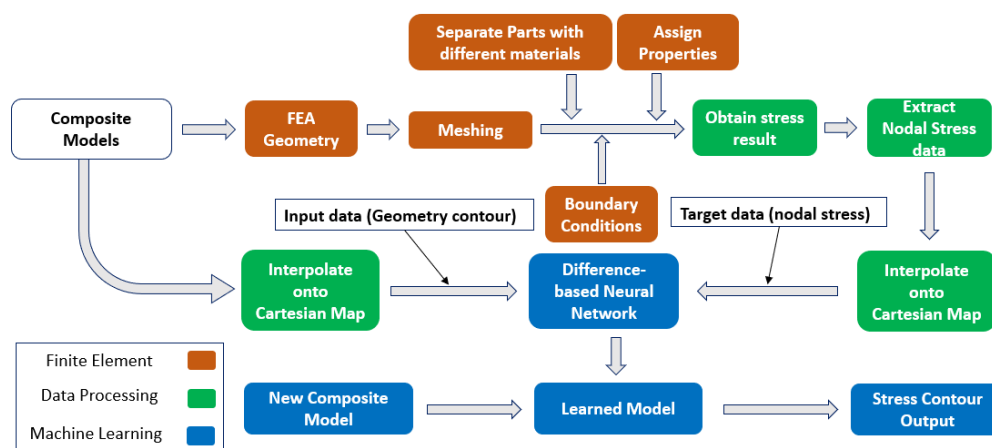 Separate Parts with
different materials
Assign
Properties
Composite
Models
FEA
Geometry
Meshing
Obtain stress
result
Extract
Nodal Stress
data
Input data (Geometry contour)
Boundary
Conditions
Target data (nodal stress)
Interpolate
onto
Cartesian Map
Difference-
based Neural
Network
Interpolate
onto
Cartesian Map
Finite Element
Data Processing
Machine Learning
New Composite
Model
Learned Model
Stress Contour
Output